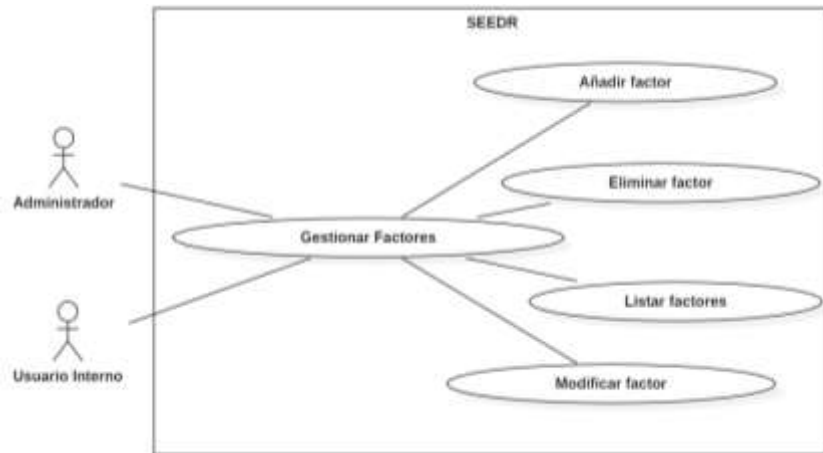 SEEDR
Añadir factor
Eliminar factor
Administrador
Gestionar Factores
Listar factores
Usuario Interno
Modificar factor